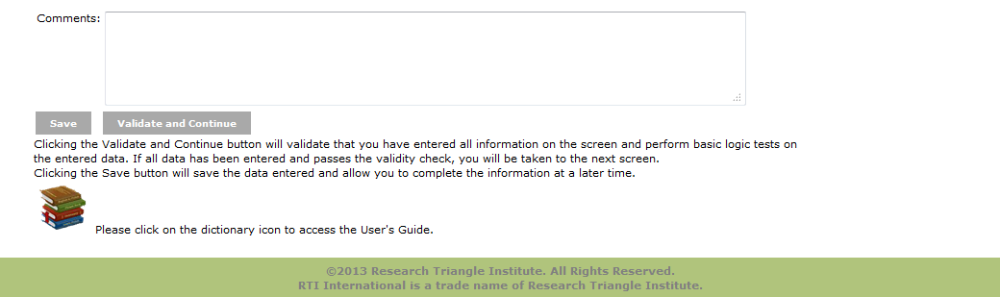 Comments:
Save Validate and Continue
Clicking the Validate and Continue button will validate that you have entered all information on the screen and perform basic logic tests on
the entered data. If all data has been entered and passes the validity check, you will be taken to the next screen.
Clicking the Save button will save the data entered and allow you to complete the information at a later time.
Please click on the dictionary icon to access the User's Guide.
©2013 Research Triangle Institute. All Rights Reserved.
RTI International is a trade name of Research Triangle Institute.